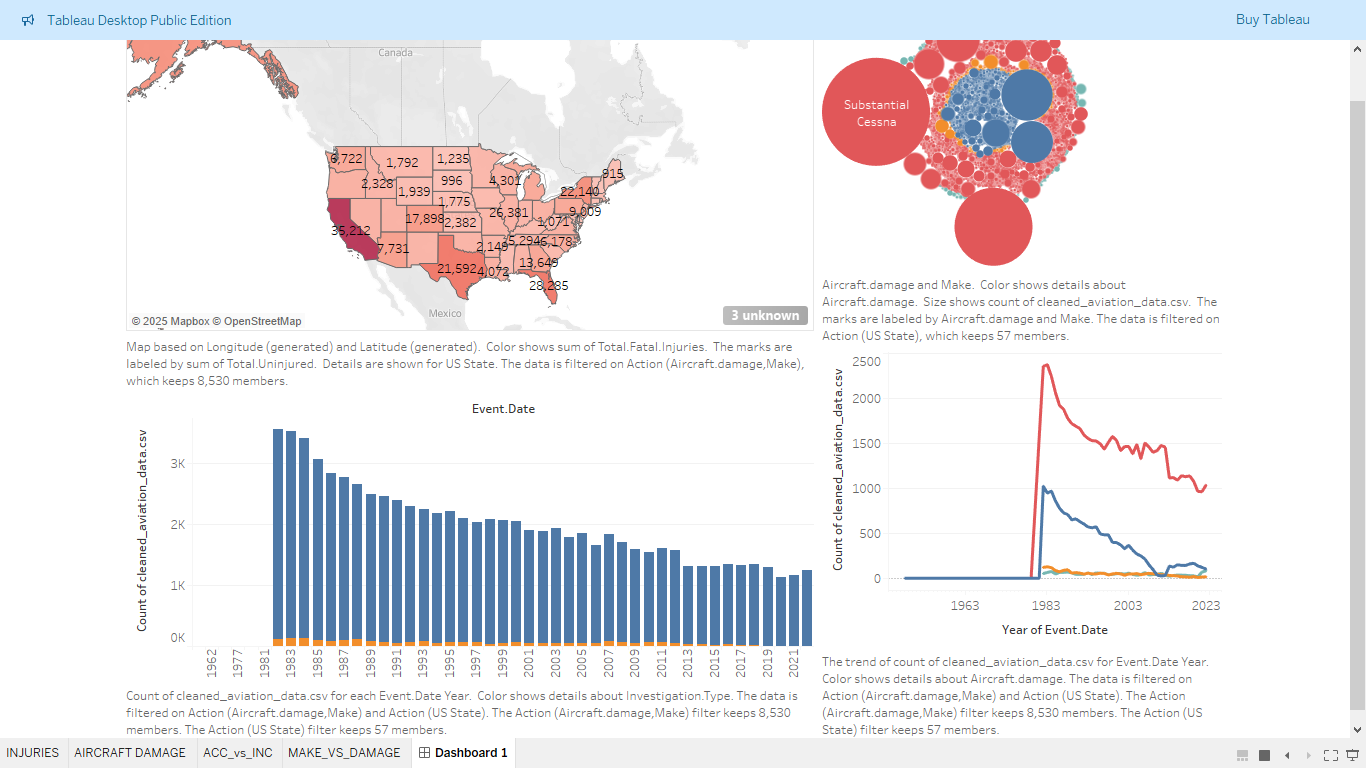 Tableau Desktop Public Edition
Buy Tableau
Canada
6,722
1,792
1,235
4,301
915
2,328
1,939
996
22,140
1,775
9,009
17,898
2,382
26,381
1,071
35,212
7,731
2,149
5,294
6,178
21,592
4,072
13,649
28,285
Mexico
© 2025 Mapbox © OpenStreetMap
3 unknown
Map based on Longitude (generated) and Latitude (generated). Color shows sum of Total.Fatal.Injuries. The marks are
labeled by sum of Total.Uninjured. Details are shown for US State. The data is filtered on Action (Aircraft.damage,Make),
which keeps 8,530 members.
Substantial
Cessna
Aircraft.damage and Make. Color shows details about
Aircraft.damage. Size shows count of cleaned_aviation_data.csv. The
marks are labeled by Aircraft.damage and Make. The data is filtered on
Action (US State), which keeps 57 members.
Event.Date
Count of cleaned_aviation_data.csv
3K
2K
1K
0K
1962
1977
1981
1983
1985
1987
1989
1991
1993
1995
1997
1999
2001
2003
2005
2007
2009
2011
2013
2015
2017
2019
2021
Count of cleaned_aviation_data.csv for each Event.Date Year. Color shows details about Investigation.Type. The data is
filtered on Action (Aircraft.damage,Make) and Action (US State). The Action (Aircraft.damage,Make) filter keeps 8,530
members. The Action (US State) filter keeps 57 members.
Count of cleaned_aviation_data.csv
2500
2000
1500
1000
500
0
1963
1983
2003
2023
Year of Event.Date
The trend of count of cleaned_aviation_data.csv for Event.Date Year.
Color shows details about Aircraft.damage. The data is filtered on
Action (Aircraft.damage,Make) and Action (US State). The Action
(Aircraft.damage,Make) filter keeps 8,530 members. The Action (US
State) filter keeps 57 members.
INJURIES
AIRCRAFT DAMAGE
ACC_vs_INC
MAKE_VS_DAMAGE
Dashboard 1